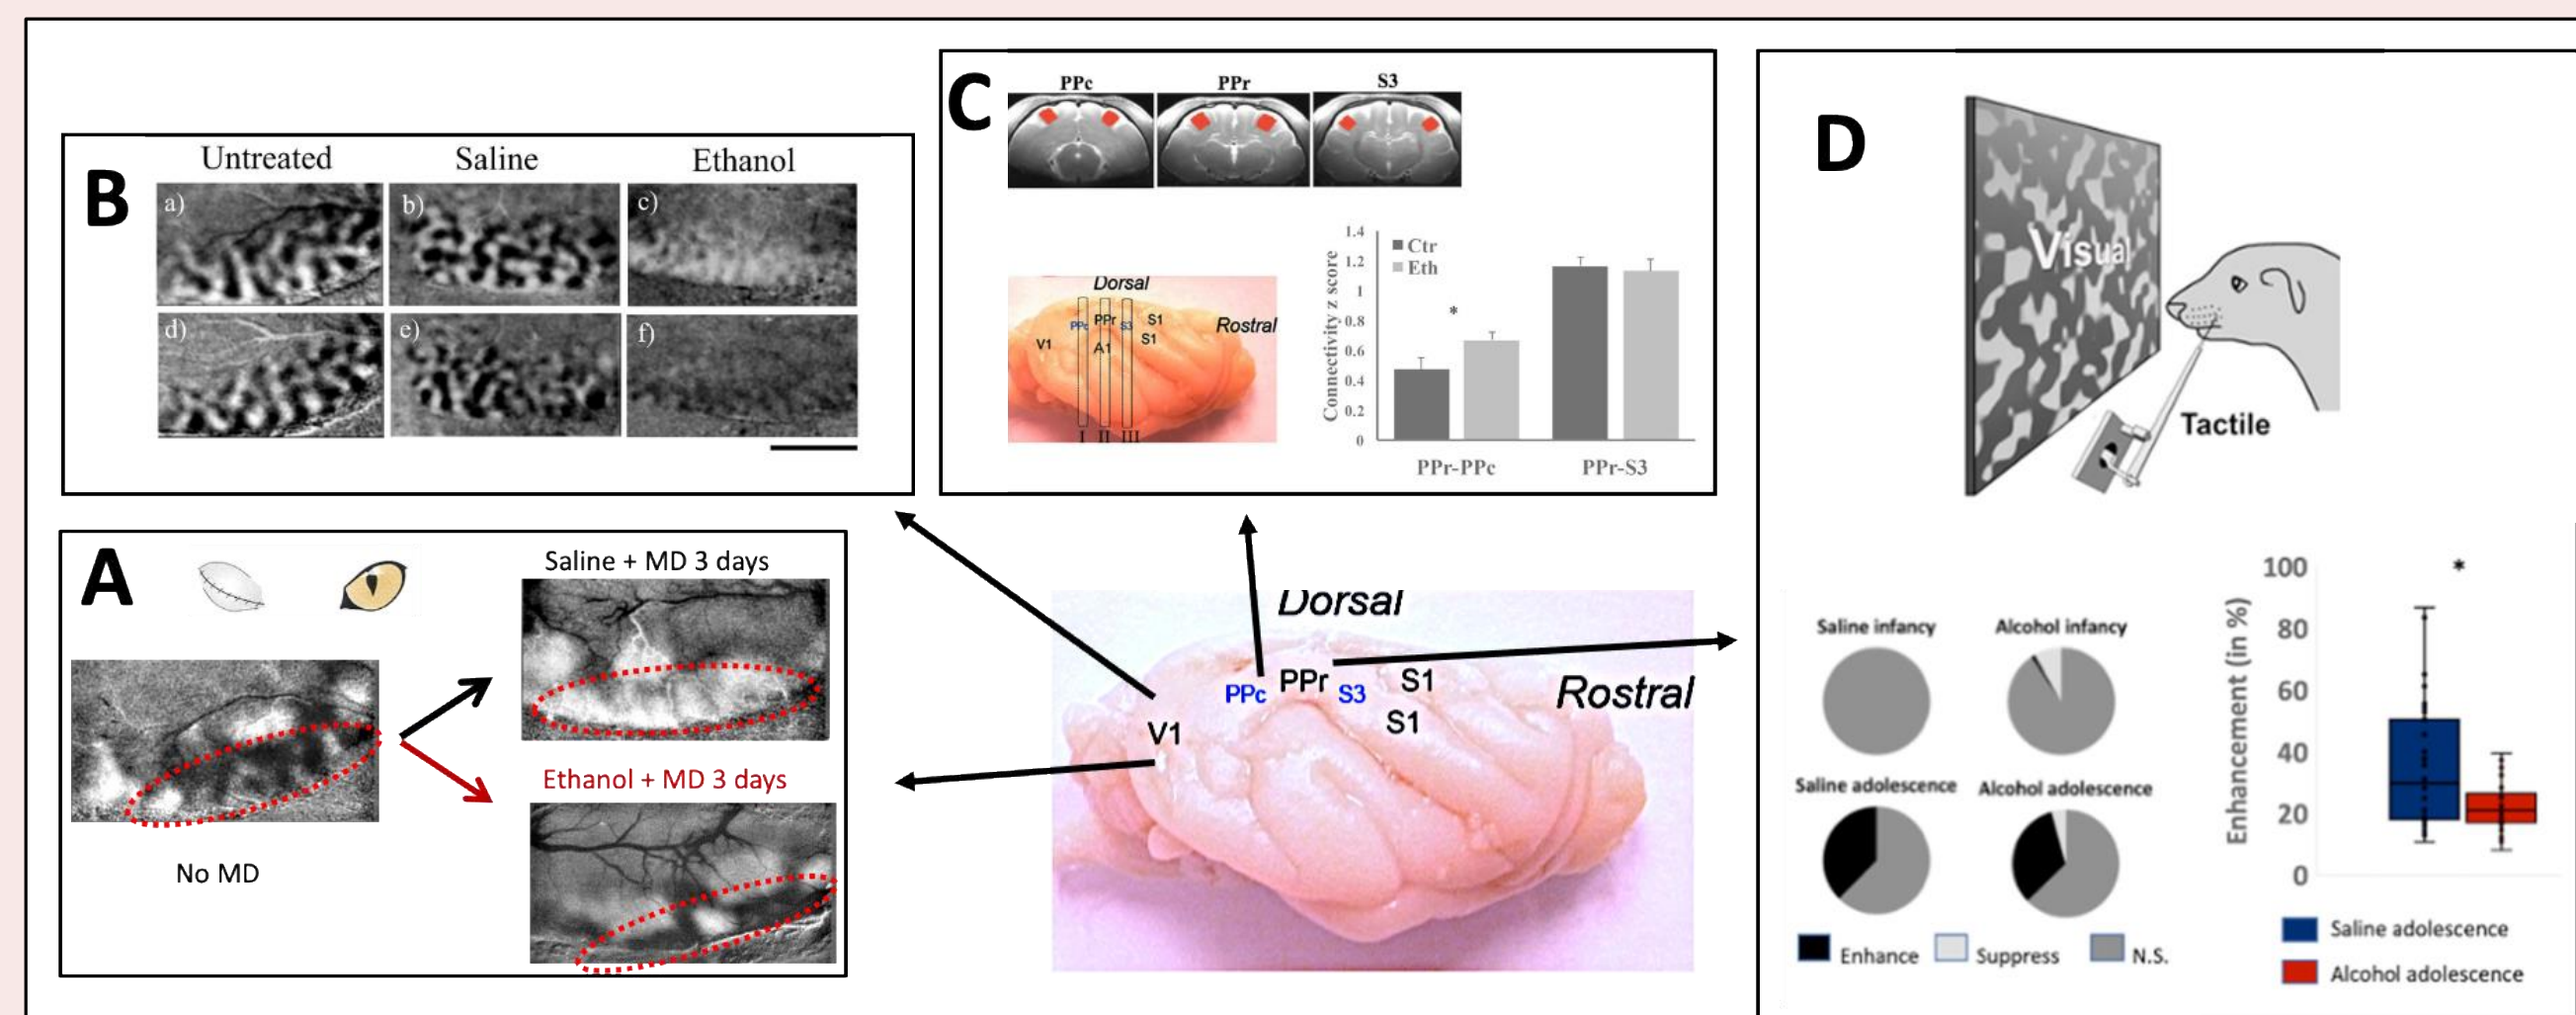 B
Untreated
Saline
Ethanol
a)
b)
c)
d)
e)
f)
A
Saline + MD 3 days
Ethanol + MD 3 days
No MD
C
PPc
PPr
S3
Dorsal
PPc
PPr
S3
S1
Rostral
V1
A1
S1
I
II
III
Connectivity z score
1.4
1.2
1
0.8
0.6
0.4
0.2
0
Ctr
Eth
*
PPr-PPc
PPr-S3
Dorsal
PPc
PPr
S3
S1
Rostral
V1
S1
D
Visual
Tactile
Saline infancy
Alcohol infancy
Saline adolescence
Alcohol adolescence
Enhance
Suppress
N.S.
Enhancement (in %)
100
80
60
40
20
0
*
Saline adolescence
Alcohol adolescence